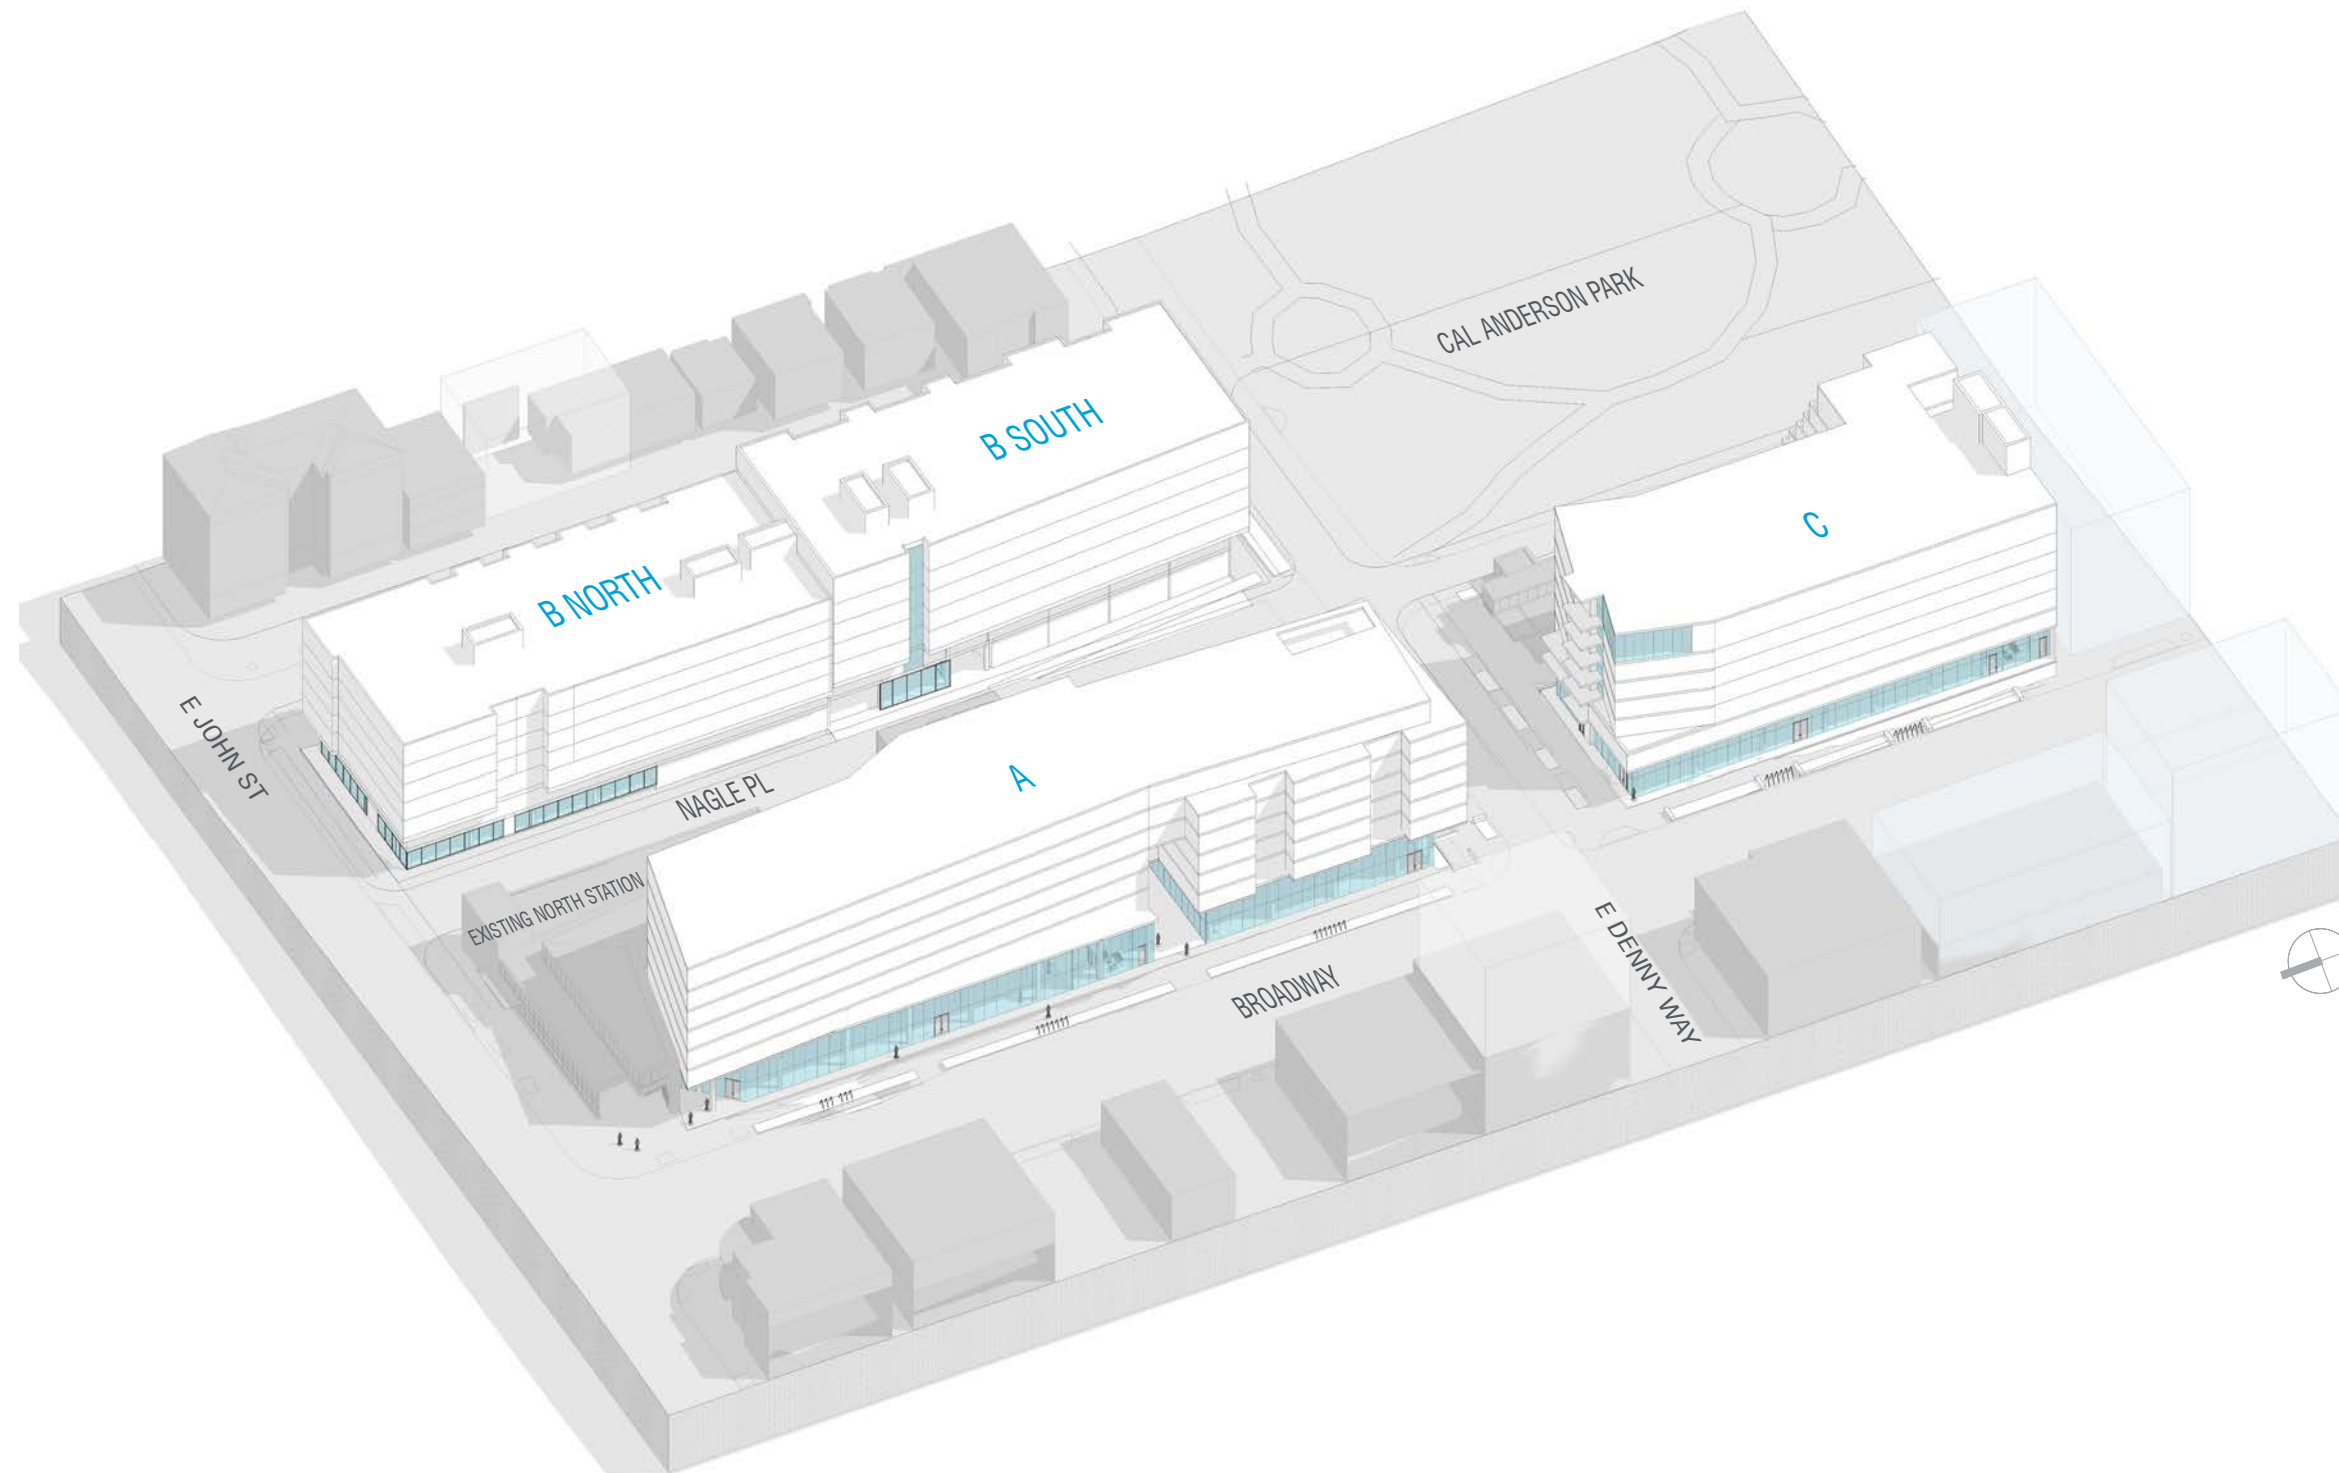 CAL ANDERSON PARK
B SOUTH
C
B NORTH
E JOHN ST
A
NAGLE PL
EXISTING NORTH STATION
BROADWAY
E DENNY WAY